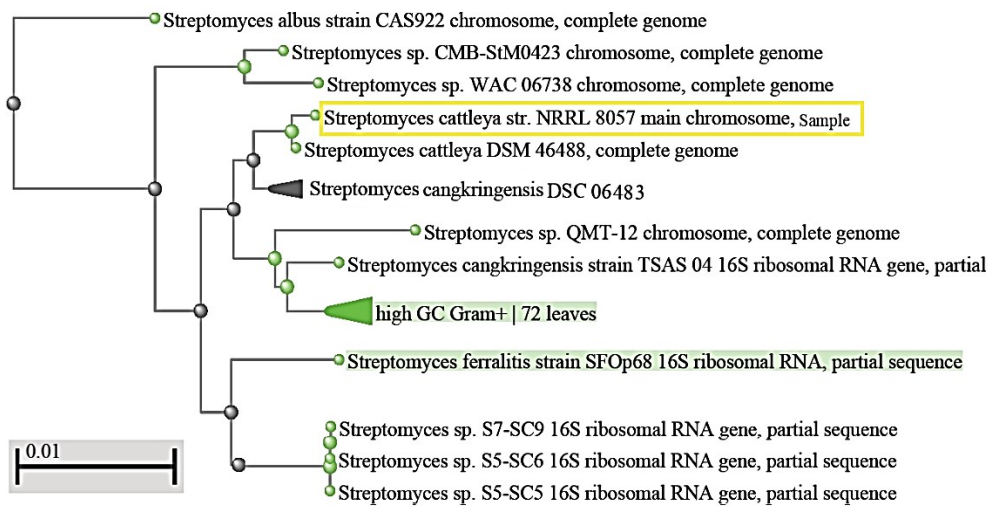 Streptomyces albus strain CAS922 chromosome, complete genome
Streptomyces sp. CMB-StM0423 chromosome, complete genome
Streptomyces sp. WAC 06738 chromosome, complete genome
Streptomyces cattleya str. NRRL 8057 main chromosome, Sample
Streptomyces cattleya DSM 46488, complete genome
Streptomyces cangkringensis DSC 06483
Streptomyces sp. QMT-12 chromosome, complete genome
Streptomyces cangkringensis strain TSAS 04 16S ribosomal RNA gene, partial
high GC Gram+ | 72 leaves
Streptomyces ferralitis strain SFOp68 16S ribosomal RNA, partial sequence
Streptomyces sp. S7-SC9 16S ribosomal RNA gene, partial sequence
0.01
Streptomyces sp. S5-SC6 16S ribosomal RNA gene, partial sequence
Streptomyces sp. S5-SC5 16S ribosomal RNA gene, partial sequence